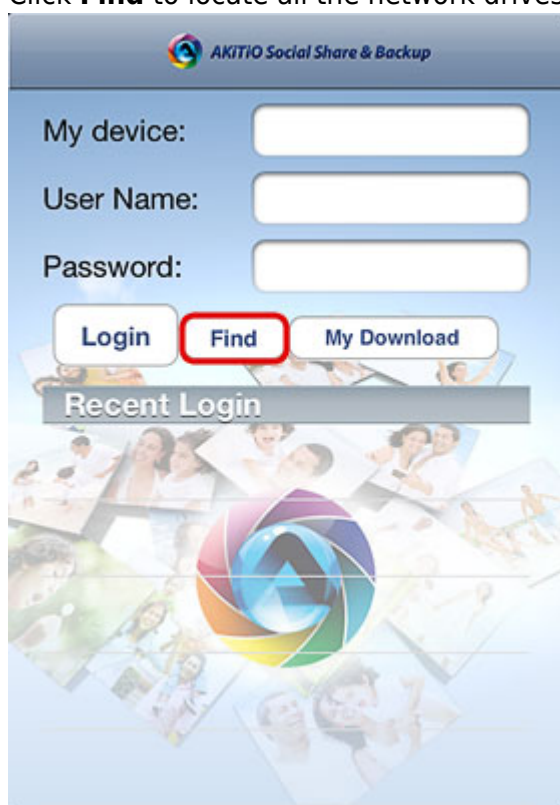 Click Find to locate all the network drives
AKiTiO Social Share & Backup
My device:
User Name:
Password:
Login Find My Download
Recent Login